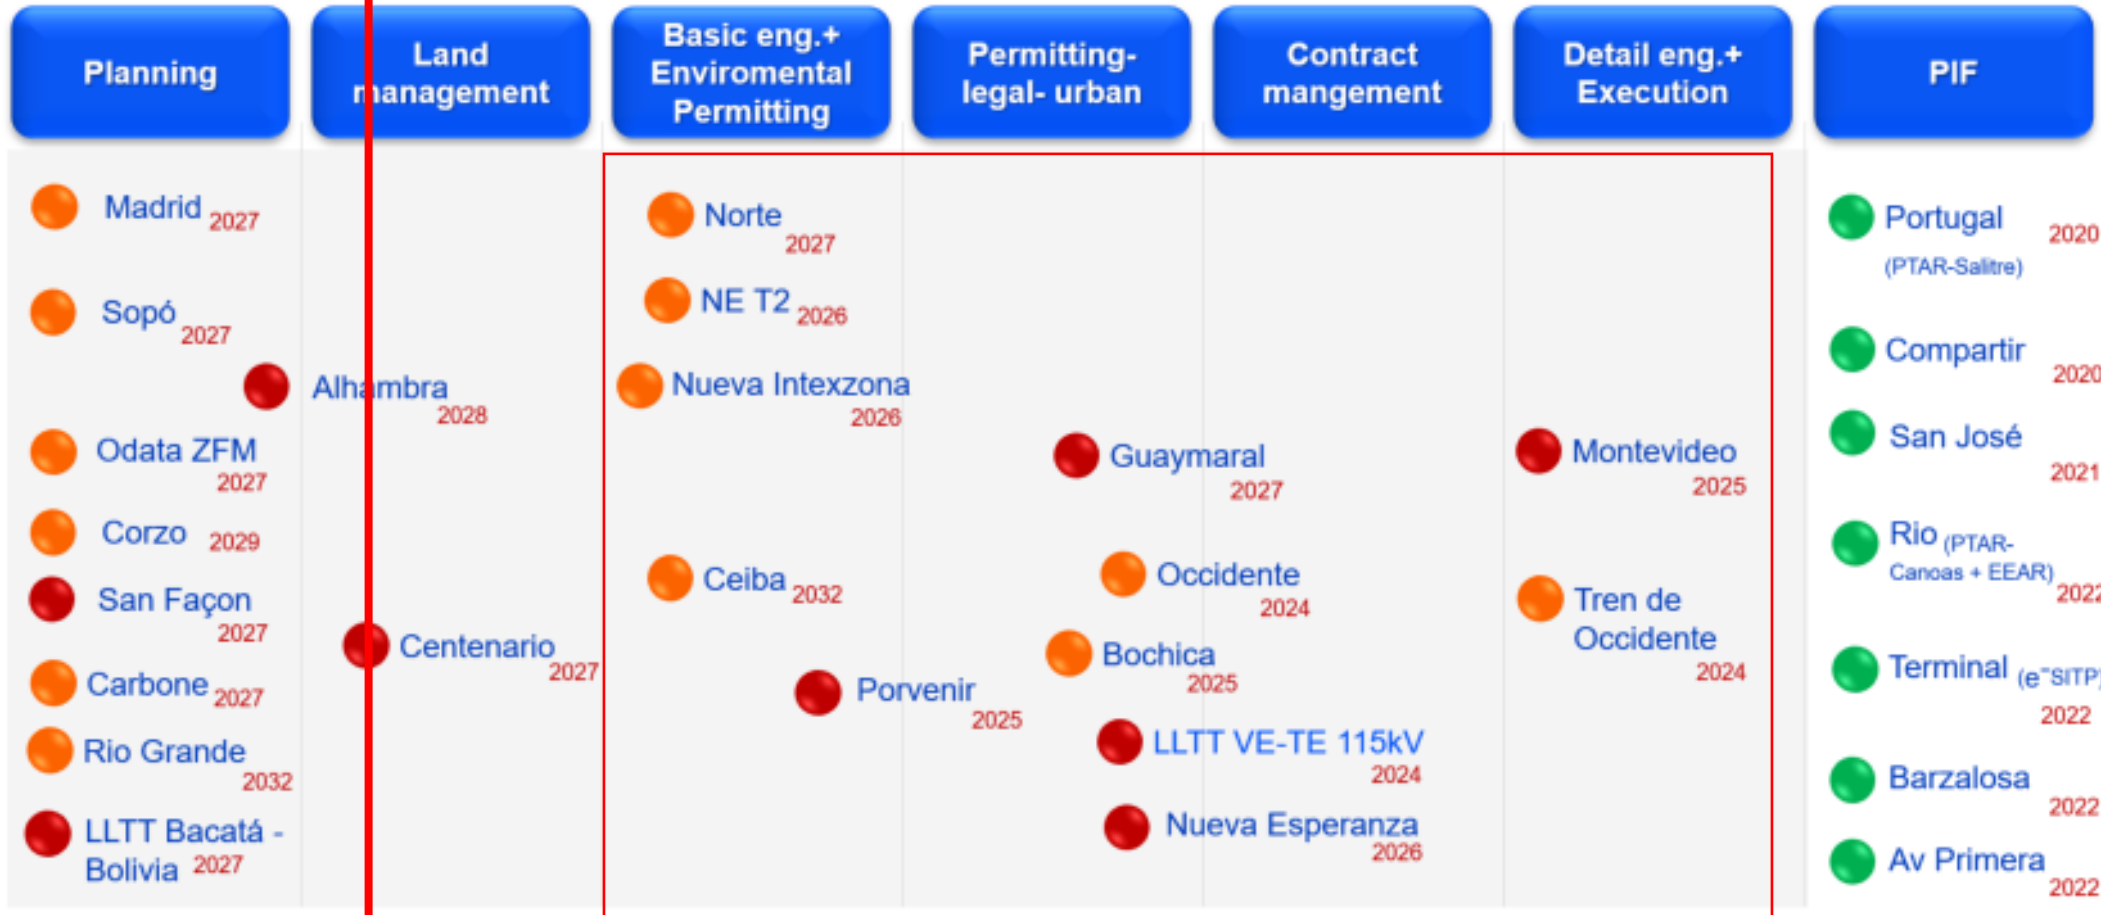 Planning
Land
management
Basic eng.+
Enviromental
Permitting
Permitting-
legal- urban
Contract
mangement
Detail eng.+
Execution
PIF
Madrid 2027
Sopó 2027
Alhambra
2028
Odata ZFM
2027
Corzo 2029
San Façon
2027
Carbone 2027
Rio Grande
2032
LLTT Bacatá -
Bolivia 2027
Centenario
2027
Norte
2027
NE T2 2026
Nueva Intexzona
2026
Ceiba 2032
Porvenir
2025
Guaymaral
2027
Occidente
2024
Bochica
2025
LLTT VE-TE 115kV
2024
Nueva Esperanza
2026
Montevideo
2025
Tren de
Occidente
2024
Portugal 2020
(PTAR-Salitre)
Compartir
2020
San José
2021
Rio (PTAR-
Canoas + EEAR)
2022
Terminal (e-SITP)
2022
Barzalosa
2022
Av Primera
2022